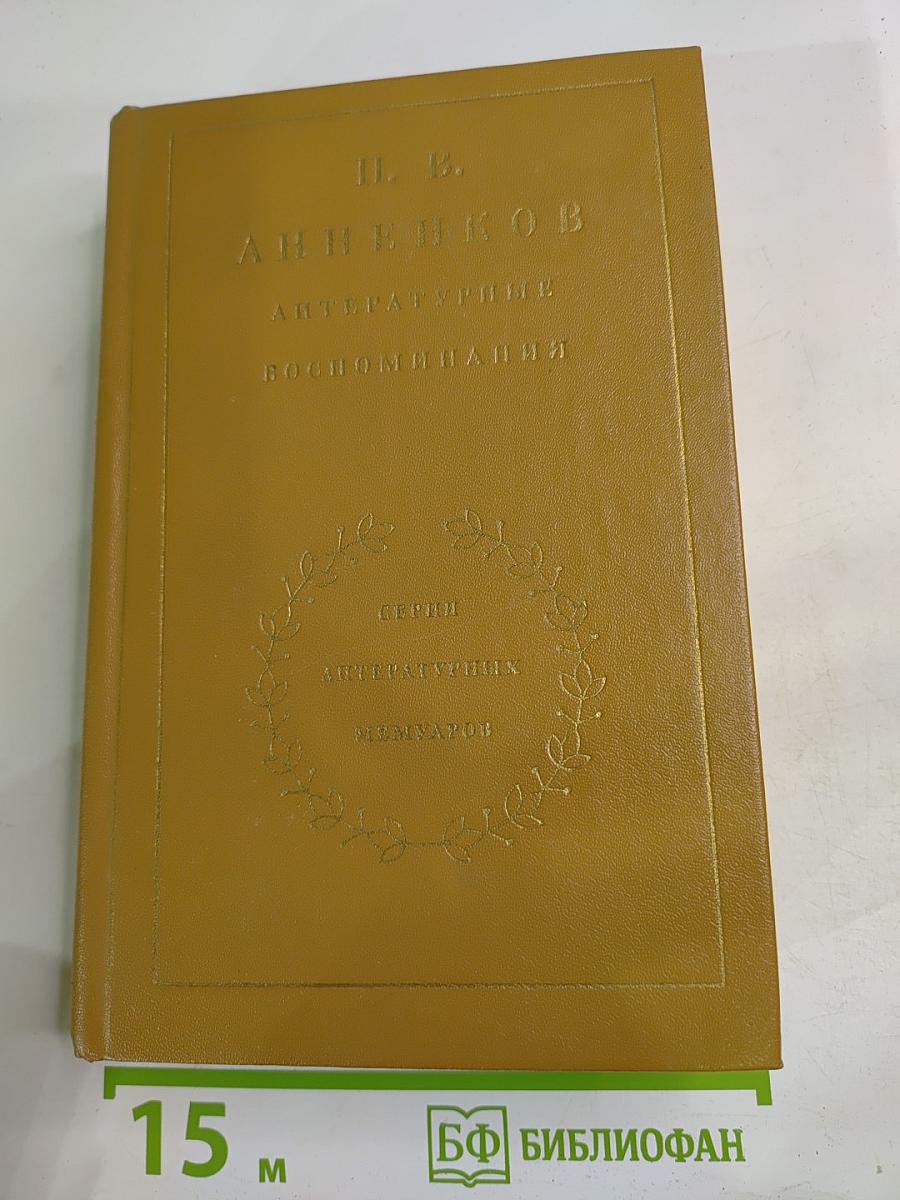 П. В.
АННЕНКОВ
ЛИТЕРАТУРНЫЕ
ВОСПОМИНАНИЯ
СЕРИЯ
ЛИТЕРАТУРНЫХ
МЕМУАРОВ
15 м
БФ БИБЛИОФАН